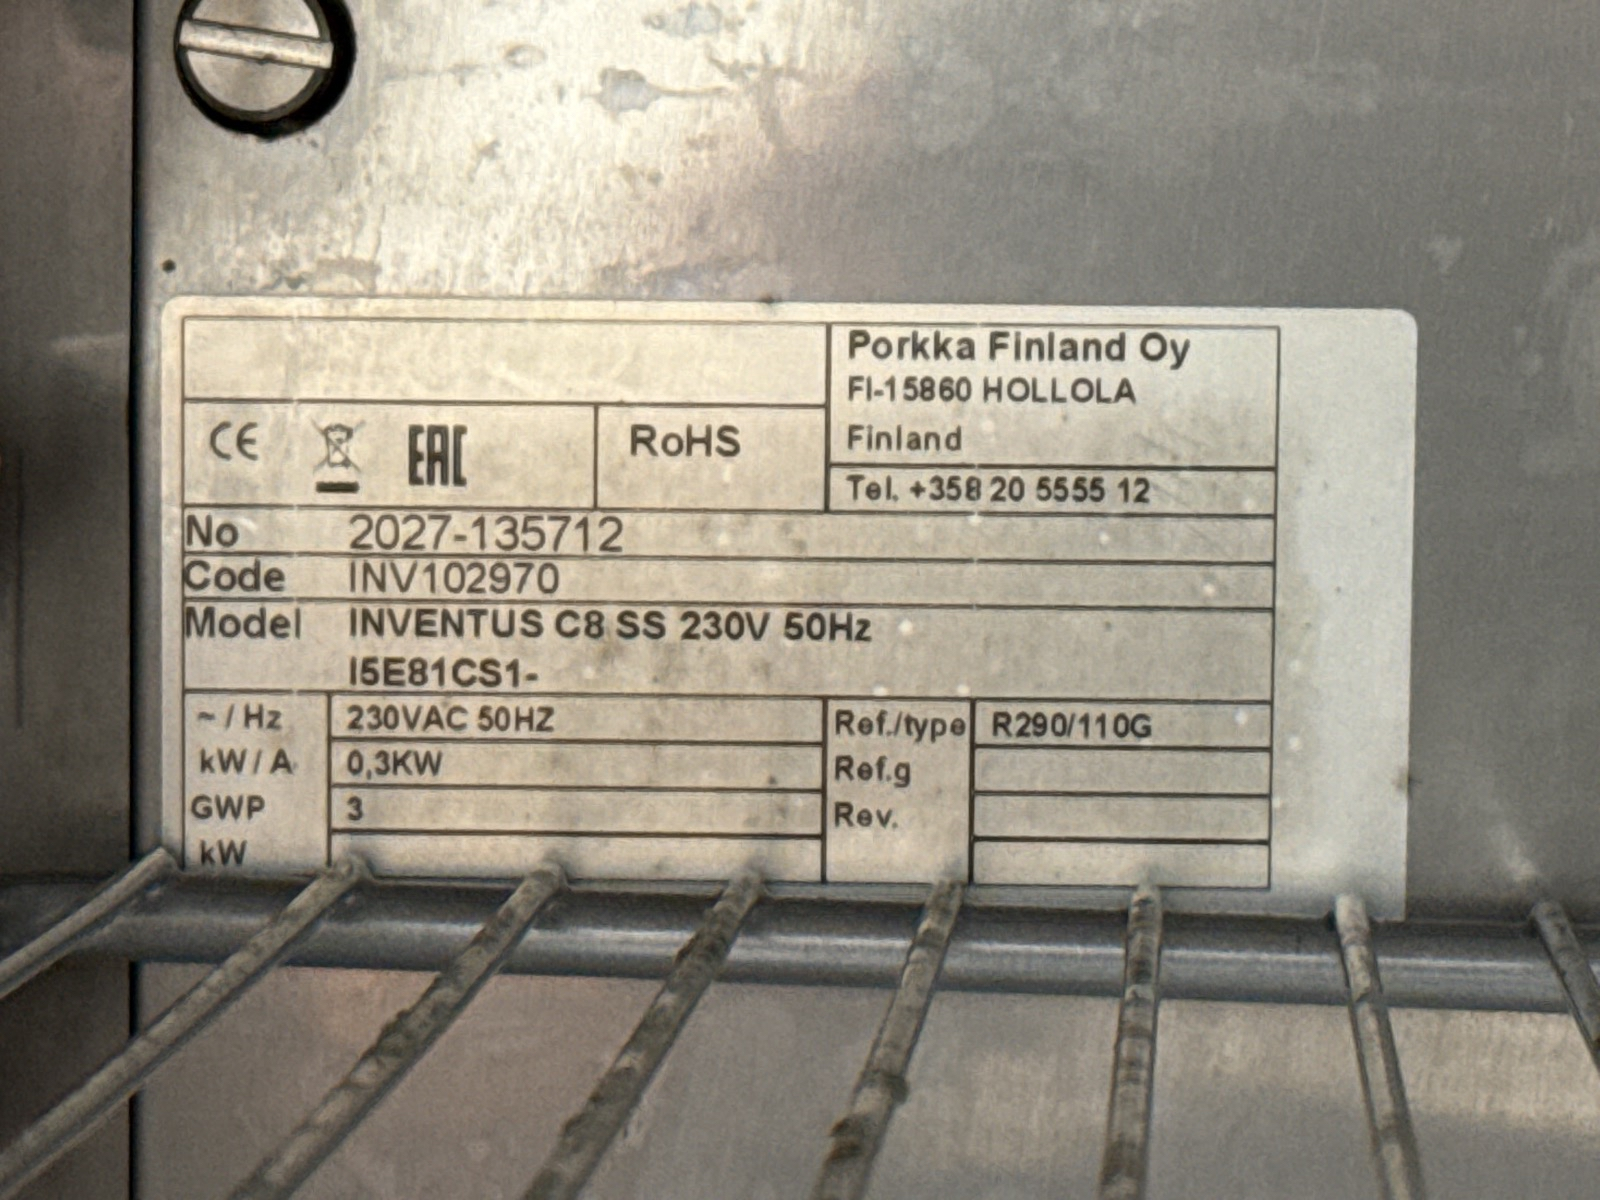 Porkka Finland Oy
FI-15860 HOLLOLA
Finland
CE EAC RoHS
Tel. +358 20 5555 12
No 2027-135712
Code INV102970
Model INVENTUS C8 SS 230V 50Hz
I5E81CS1-
~ / Hz 230VAC 50HZ Ref./type R290/110G
kW / A 0,3KW Ref.g
GWP 3 Rev.
kW